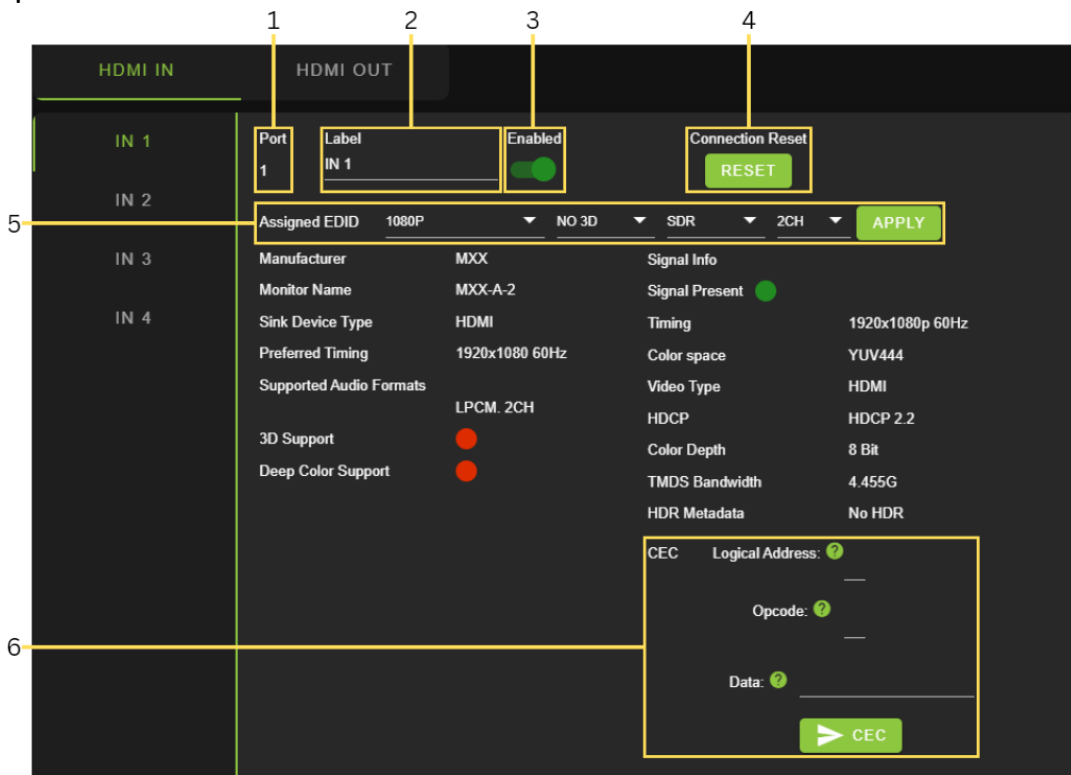 1 2 3 4
HDMI IN HDMI OUT
IN 1
IN 2
IN 3
IN 4
Port Label Enabled Connection Reset
1 IN 1 RESET
5
Assigned EDID 1080P NO 3D SDR 2CH APPLY
Manufacturer MXX
Monitor Name MXX-A-2
Sink Device Type HDMI
Preferred Timing 1920x1080 60Hz
Supported Audio Formats
LPCM. 2CH
3D Support
Deep Color Support
Signal Info
Signal Present
Timing 1920x1080p 60Hz
Color space YUV444
Video Type HDMI
HDCP HDCP 2.2
Color Depth 8 Bit
TMDS Bandwidth 4.455G
HDR Metadata No HDR
6
CEC Logical Address: ?
Opcode: ?
Data: ?
CEC